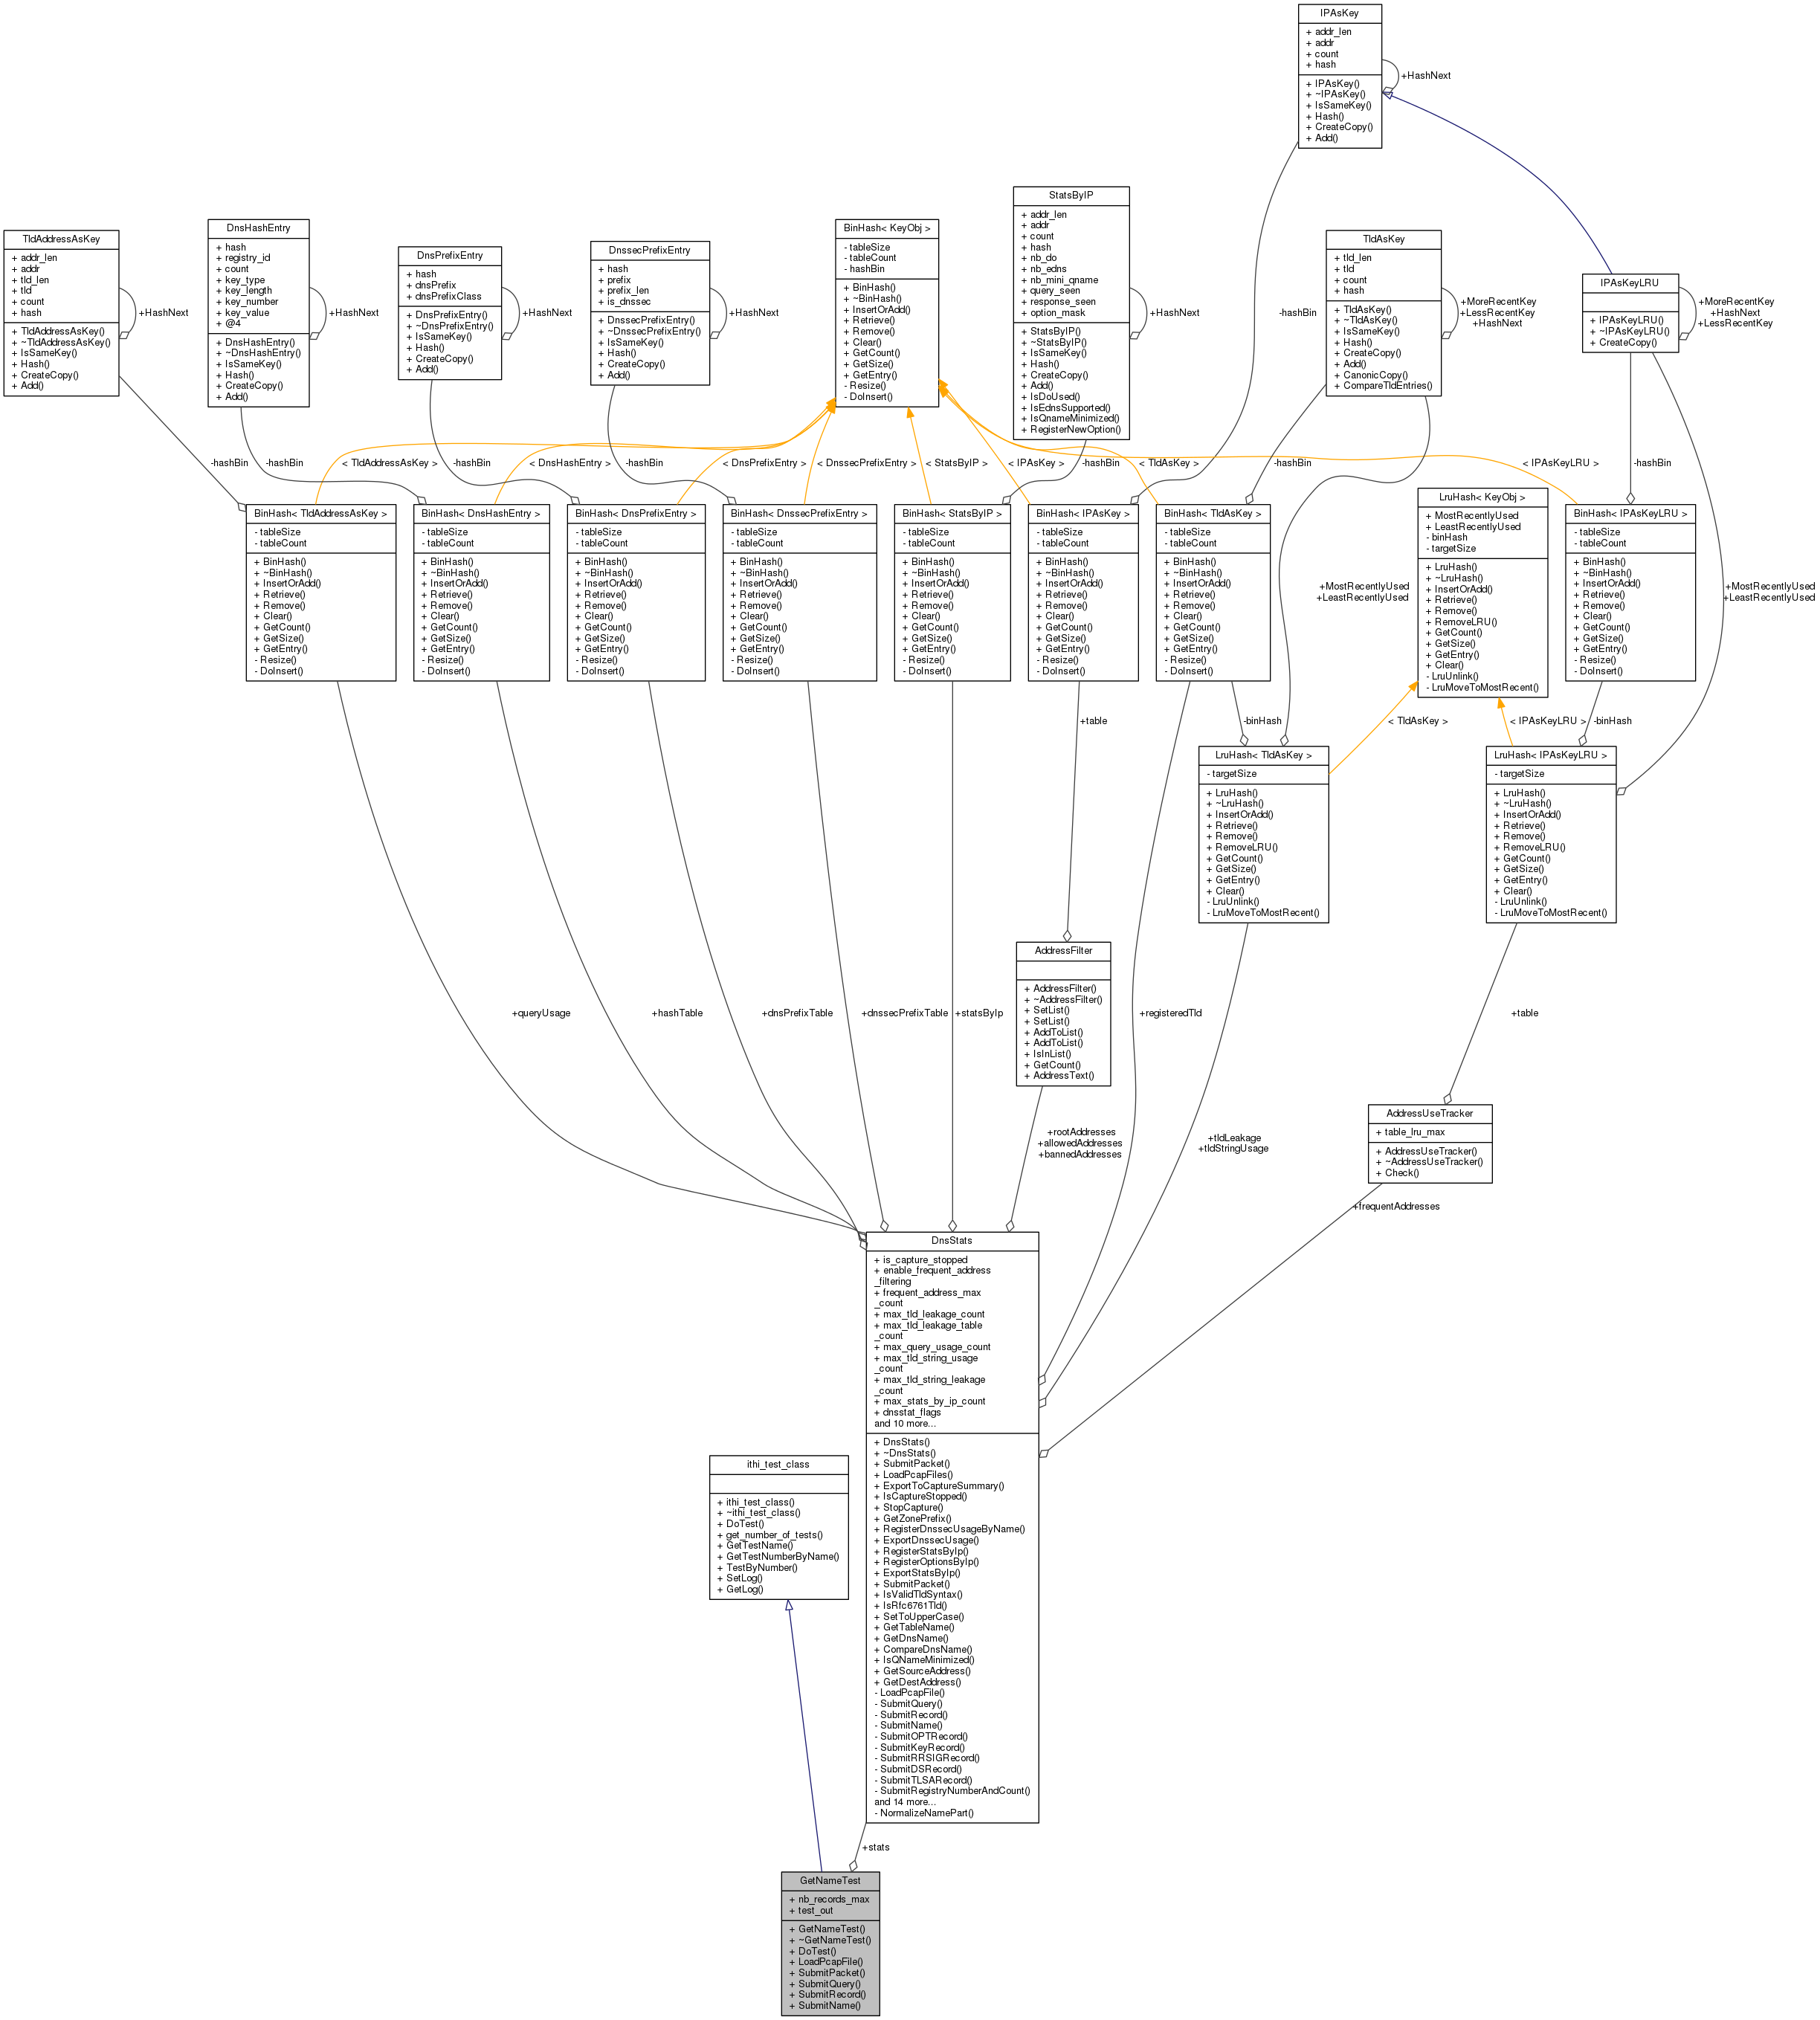 IPAsKey
+ addr_len
+ addr
+ count
+ hash
+ IPAsKey()
+ ~IPAsKey()
+ IsSameKey()
+ Hash()
+ CreateCopy()
+ Add()
+HashNext
StatsByIP
+ addr_len
+ addr
+ count
+ hash
+ nb_do
+ nb_edns
+ nb_mini_qname
+ query_seen
+ response_seen
+ option_mask
+ StatsByIP()
+ ~StatsByIP()
+ IsSameKey()
+ Hash()
+ CreateCopy()
+ Add()
+ IsDoUsed()
+ IsEdnsSupported()
+ IsQnameMinimized()
+ RegisterNewOption()
+HashNext
TldAddressAsKey
+ addr_len
+ addr
+ tld_len
+ tld
+ count
+ hash
+ TldAddressAsKey()
+ ~TldAddressAsKey()
+ IsSameKey()
+ Hash()
+ CreateCopy()
+ Add()
+HashNext
DnsHashEntry
+ hash
+ registry_id
+ count
+ key_type
+ key_length
+ key_number
+ key_value
+ @4
+ DnsHashEntry()
+ ~DnsHashEntry()
+ IsSameKey()
+ Hash()
+ CreateCopy()
+ Add()
+HashNext
DnsPrefixEntry
+ hash
+ dnsPrefix
+ dnsPrefixClass
+ DnsPrefixEntry()
+ ~DnsPrefixEntry()
+ IsSameKey()
+ Hash()
+ CreateCopy()
+ Add()
+HashNext
DnssecPrefixEntry
+ hash
+ prefix
+ prefix_len
+ is_dnssec
+ DnssecPrefixEntry()
+ ~DnssecPrefixEntry()
+ IsSameKey()
+ Hash()
+ CreateCopy()
+ Add()
+HashNext
BinHash< KeyObj >
- tableSize
- tableCount
- hashBin
+ BinHash()
+ ~BinHash()
+ InsertOrAdd()
+ Retrieve()
+ Remove()
+ Clear()
+ GetCount()
+ GetSize()
+ GetEntry()
- Resize()
- DoInsert()
TldAsKey
+ tld_len
+ tld
+ count
+ hash
+ TldAsKey()
+ ~TldAsKey()
+ IsSameKey()
+ Hash()
+ CreateCopy()
+ Add()
+ CanonicCopy()
+ CompareTldEntries()
+MoreRecentKey
+LessRecentKey
+HashNext
IPAsKeyLRU
+ IPAsKeyLRU()
+ ~IPAsKeyLRU()
+ CreateCopy()
+MoreRecentKey
+HashNext
+LessRecentKey
-hashBin
-hashBin
-hashBin
< TldAddressAsKey >
-hashBin
< DnsHashEntry >
-hashBin
< DnsPrefixEntry >
< DnssecPrefixEntry >
< StatsByIP >
< IPAsKey >
-hashBin
< TldAsKey >
-hashBin
< IPAsKeyLRU >
-hashBin
BinHash< TldAddressAsKey >
- tableSize
- tableCount
+ BinHash()
+ ~BinHash()
+ InsertOrAdd()
+ Retrieve()
+ Remove()
+ Clear()
+ GetCount()
+ GetSize()
+ GetEntry()
- Resize()
- DoInsert()
BinHash< DnsHashEntry >
- tableSize
- tableCount
+ BinHash()
+ ~BinHash()
+ InsertOrAdd()
+ Retrieve()
+ Remove()
+ Clear()
+ GetCount()
+ GetSize()
+ GetEntry()
- Resize()
- DoInsert()
BinHash< DnsPrefixEntry >
- tableSize
- tableCount
+ BinHash()
+ ~BinHash()
+ InsertOrAdd()
+ Retrieve()
+ Remove()
+ Clear()
+ GetCount()
+ GetSize()
+ GetEntry()
- Resize()
- DoInsert()
BinHash< DnssecPrefixEntry >
- tableSize
- tableCount
+ BinHash()
+ ~BinHash()
+ InsertOrAdd()
+ Retrieve()
+ Remove()
+ Clear()
+ GetCount()
+ GetSize()
+ GetEntry()
- Resize()
- DoInsert()
BinHash< StatsByIP >
- tableSize
- tableCount
+ BinHash()
+ ~BinHash()
+ InsertOrAdd()
+ Retrieve()
+ Remove()
+ Clear()
+ GetCount()
+ GetSize()
+ GetEntry()
- Resize()
- DoInsert()
BinHash< IPAsKey >
- tableSize
- tableCount
+ BinHash()
+ ~BinHash()
+ InsertOrAdd()
+ Retrieve()
+ Remove()
+ Clear()
+ GetCount()
+ GetSize()
+ GetEntry()
- Resize()
- DoInsert()
BinHash< TldAsKey >
- tableSize
- tableCount
+ BinHash()
+ ~BinHash()
+ InsertOrAdd()
+ Retrieve()
+ Remove()
+ Clear()
+ GetCount()
+ GetSize()
+ GetEntry()
- Resize()
- DoInsert()
+MostRecentlyUsed
+LeastRecentlyUsed
LruHash< KeyObj >
+ MostRecentlyUsed
+ LeastRecentlyUsed
- binHash
- targetSize
+ LruHash()
+ ~LruHash()
+ InsertOrAdd()
+ Retrieve()
+ Remove()
+ RemoveLRU()
+ GetCount()
+ GetSize()
+ GetEntry()
+ Clear()
- LruUnlink()
- LruMoveToMostRecent()
BinHash< IPAsKeyLRU >
- tableSize
- tableCount
+ BinHash()
+ ~BinHash()
+ InsertOrAdd()
+ Retrieve()
+ Remove()
+ Clear()
+ GetCount()
+ GetSize()
+ GetEntry()
- Resize()
- DoInsert()
+MostRecentlyUsed
+LeastRecentlyUsed
+table
-binHash
< TldAsKey >
< IPAsKeyLRU >
-binHash
LruHash< TldAsKey >
- targetSize
+ LruHash()
+ ~LruHash()
+ InsertOrAdd()
+ Retrieve()
+ Remove()
+ RemoveLRU()
+ GetCount()
+ GetSize()
+ GetEntry()
+ Clear()
- LruUnlink()
- LruMoveToMostRecent()
LruHash< IPAsKeyLRU >
- targetSize
+ LruHash()
+ ~LruHash()
+ InsertOrAdd()
+ Retrieve()
+ Remove()
+ RemoveLRU()
+ GetCount()
+ GetSize()
+ GetEntry()
+ Clear()
- LruUnlink()
- LruMoveToMostRecent()
AddressFilter
+ AddressFilter()
+ ~AddressFilter()
+ SetList()
+ SetList()
+ AddToList()
+ AddToList()
+ IsInList()
+ GetCount()
+ AddressText()
+queryUsage
+hashTable
+dnsPrefixTable
+dnssecPrefixTable
+statsByIp
+registeredTld
+table
AddressUseTracker
+ table_lru_max
+ AddressUseTracker()
+ ~AddressUseTracker()
+ Check()
+rootAddresses
+allowedAddresses
+bannedAddresses
+tldLeakage
+tldStringUsage
+frequentAddresses
DnsStats
+ is_capture_stopped
+ enable_frequent_address
_filtering
+ frequent_address_max
_count
+ max_tld_leakage_count
+ max_tld_leakage_table
_count
+ max_query_usage_count
+ max_tld_string_usage
_count
+ max_tld_string_leakage
_count
+ max_stats_by_ip_count
+ dnsstat_flags
and 10 more...
+ DnsStats()
+ ~DnsStats()
+ SubmitPacket()
+ LoadPcapFiles()
+ ExportToCaptureSummary()
+ IsCaptureStopped()
+ StopCapture()
+ GetZonePrefix()
+ RegisterDnssecUsageByName()
+ ExportDnssecUsage()
+ RegisterStatsByIp()
+ RegisterOptionsByIp()
+ ExportStatsByIp()
+ SubmitPacket()
+ IsValidTldSyntax()
+ IsRfc6761Tld()
+ SetToUpperCase()
+ GetTableName()
+ GetDnsName()
+ CompareDnsName()
+ IsQNameMinimized()
+ GetSourceAddress()
+ GetDestAddress()
- LoadPcapFile()
- SubmitQuery()
- SubmitRecord()
- SubmitName()
- SubmitOPTRecord()
- SubmitKeyRecord()
- SubmitRRSIGRecord()
- SubmitDSRecord()
- SubmitTLSARecord()
- SubmitRegistryNumberAndCount()
and 14 more...
- NormalizeNamePart()
ithi_test_class
+ ithi_test_class()
+ ~ithi_test_class()
+ DoTest()
+ get_number_of_tests()
+ GetTestName()
+ GetTestNumberByName()
+ TestByNumber()
+ SetLog()
+ GetLog()
+stats
GetNameTest
+ nb_records_max
+ test_out
+ GetNameTest()
+ ~GetNameTest()
+ DoTest()
+ LoadPcapFile()
+ SubmitPacket()
+ SubmitQuery()
+ SubmitRecord()
+ SubmitName()